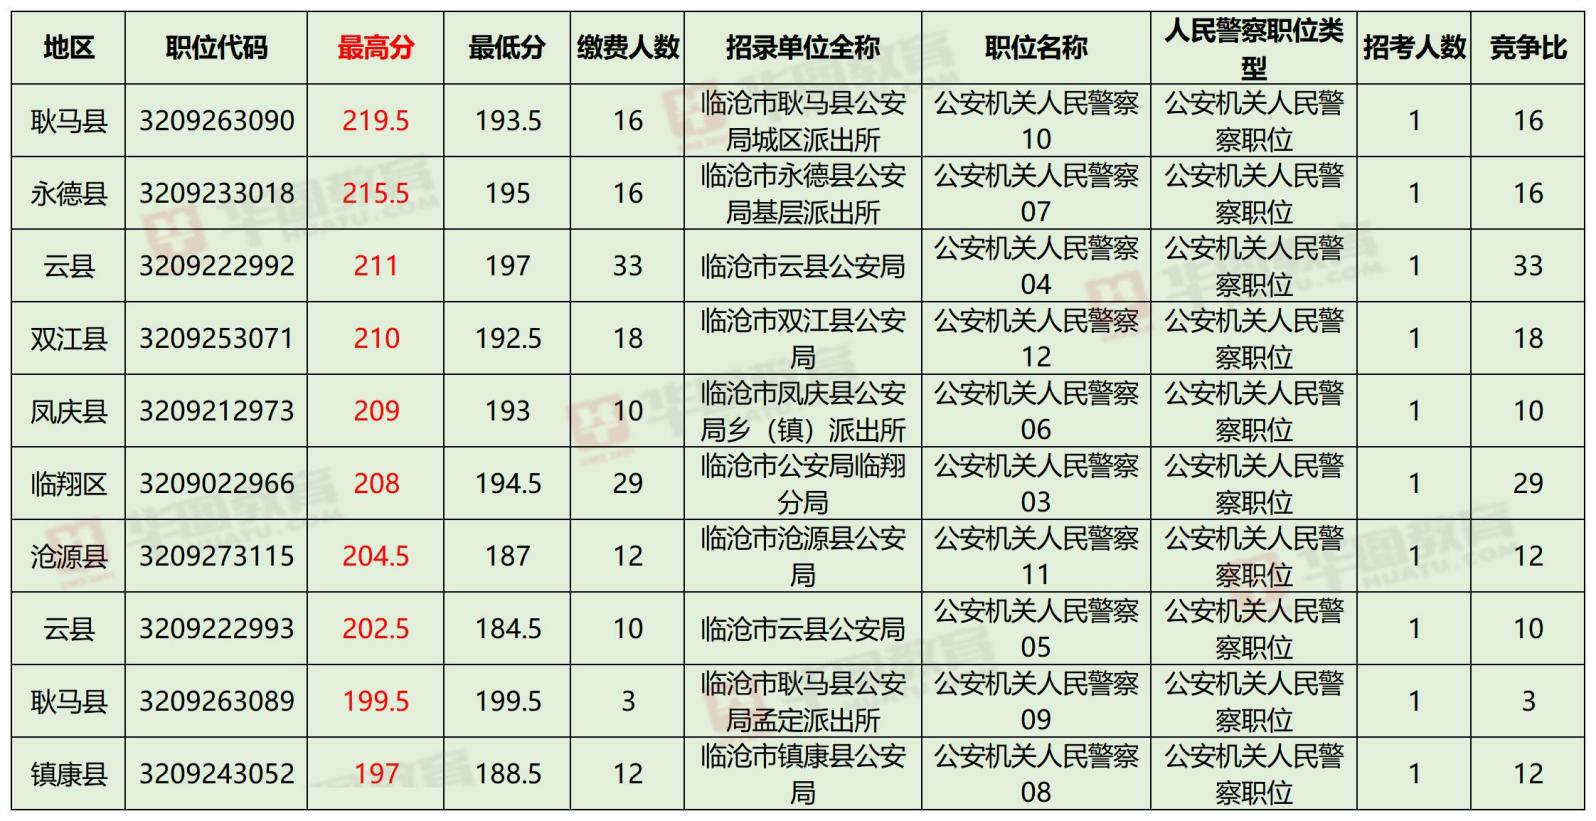 地区 职位代码 最高分 最低分 缴费人数 招录单位全称 职位名称 人民警察职位类型 招考人数 竞争比
耿马县 3209263090 219.5 193.5 16 临沧市耿马县公安局城区派出所 公安机关人民警察10 公安机关人民警察职位 1 16
永德县 3209233018 215.5 195 16 临沧市永德县公安局基层派出所 公安机关人民警察07 公安机关人民警察职位 1 16
云县 3209222992 211 197 33 临沧市云县公安局 公安机关人民警察04 公安机关人民警察职位 1 33
双江县 3209253071 210 192.5 18 临沧市双江县公安局 公安机关人民警察12 公安机关人民警察职位 1 18
凤庆县 3209212973 209 193 10 临沧市凤庆县公安局乡（镇）派出所 公安机关人民警察06 公安机关人民警察职位 1 10
临翔区 3209022966 208 194.5 29 临沧市公安局临翔分局 公安机关人民警察03 公安机关人民警察职位 1 29
沧源县 3209273115 204.5 187 12 临沧市沧源县公安局 公安机关人民警察11 公安机关人民警察职位 1 12
云县 3209222993 202.5 184.5 10 临沧市云县公安局 公安机关人民警察05 公安机关人民警察职位 1 10
耿马县 3209263089 199.5 199.5 3 临沧市耿马县公安局孟定派出所 公安机关人民警察09 公安机关人民警察职位 1 3
镇康县 3209243052 197 188.5 12 临沧市镇康县公安局 公安机关人民警察08 公安机关人民警察职位 1 12
华图教育
HUATU.COM